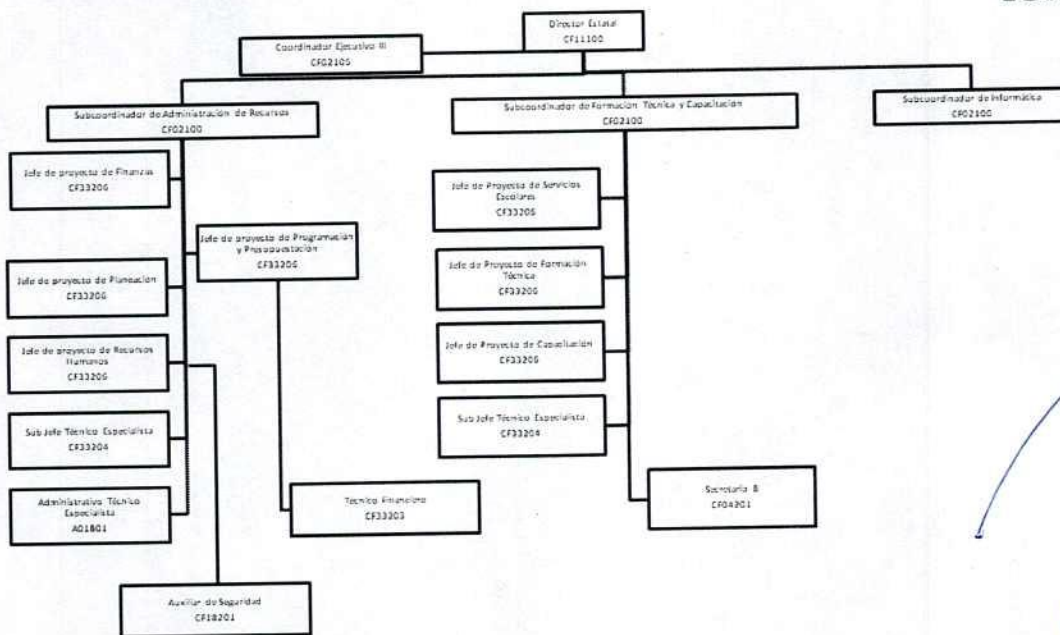 Director Estatal
CF11100
Coordinador Ejecutivo III
CF02105
Subcoordinador de Administración de Recursos
CF02100
Subcoordinador de Formación Técnica y Capacitación
CF02100
Subcoordinador de Informática
CF02100
Jefe de proyecto de Finanzas
CF33206
Jefe de proyecto de Programación
y Presupuestación
CF33206
Jefe de proyecto de Planeación
CF33206
Jefe de proyecto de Recursos
Humanos
CF33206
Sub Jefe Técnico Especialista
CF33204
Administrativo Técnico
Especialista
A01801
Técnico Financiero
CF33203
Auxiliar de Seguridad
CF18201
Jefe de Proyecto de Servicios
Escolares
CF33206
Jefe de Proyecto de Formación
Técnica
CF33206
Jefe de Proyecto de Capacitación
CF33206
Sub Jefe Técnico Especialista
CF33204
Secretaria B
CF04201